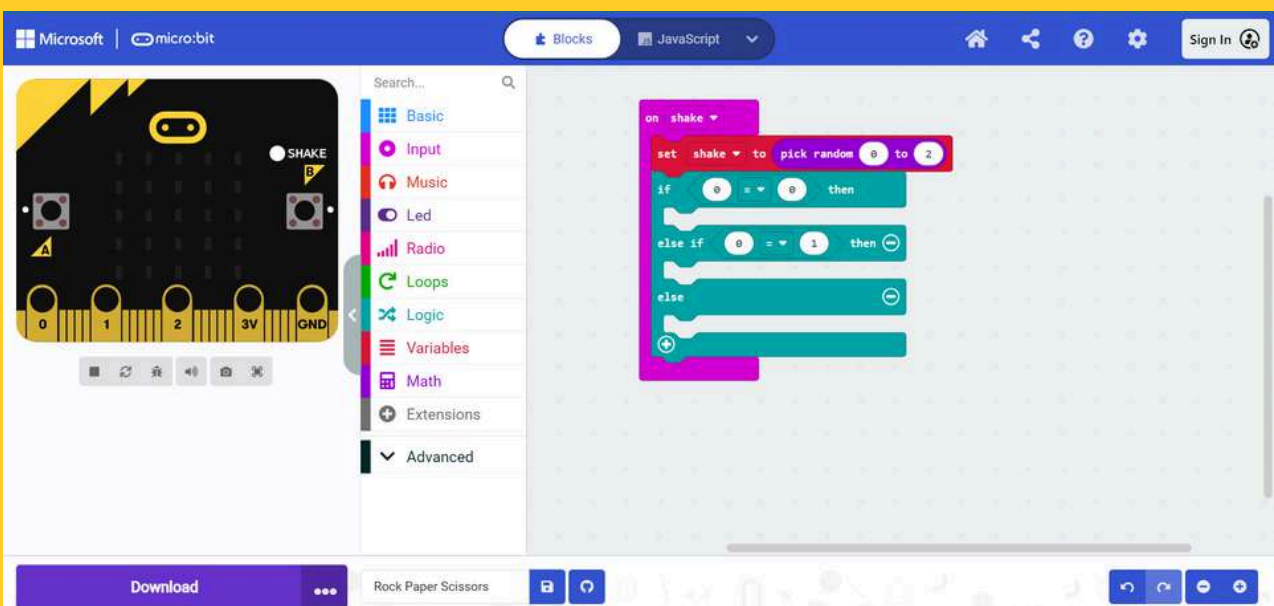 Microsoft | micro:bit
Blocks
JavaScript
Sign In
SHAKE
B
A
0 1 2 3V GND
Search...
Basic
Input
Music
Led
Radio
Loops
Logic
Variables
Math
Extensions
Advanced
on shake
set shake to pick random 0 to 2
if 0 = 0 then
else if 0 = 1 then
else
Download
Rock Paper Scissors